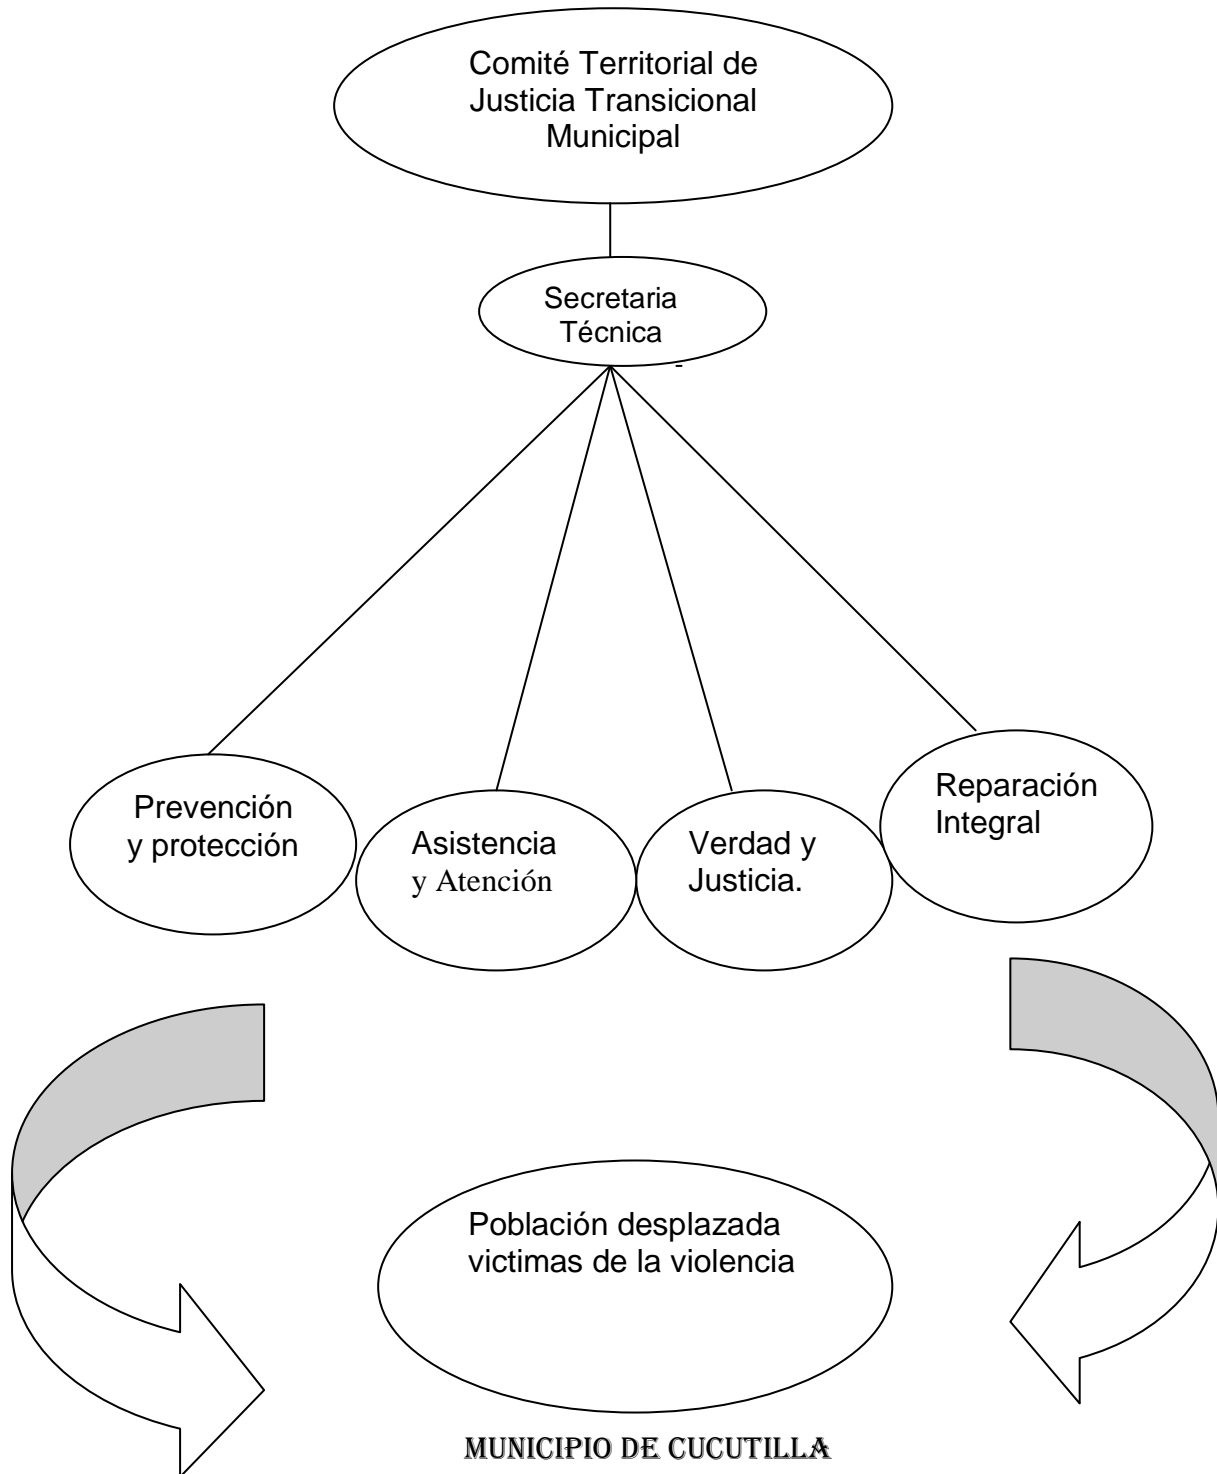 Comité Territorial de
Justicia Transicional
Municipal
Secretaria
Técnica
Prevención
y protección
Asistencia
y Atención
Verdad y
Justicia.
Reparación
Integral
Población desplazada
victimas de la violencia
MUNICIPIO DE CUCUTILLA